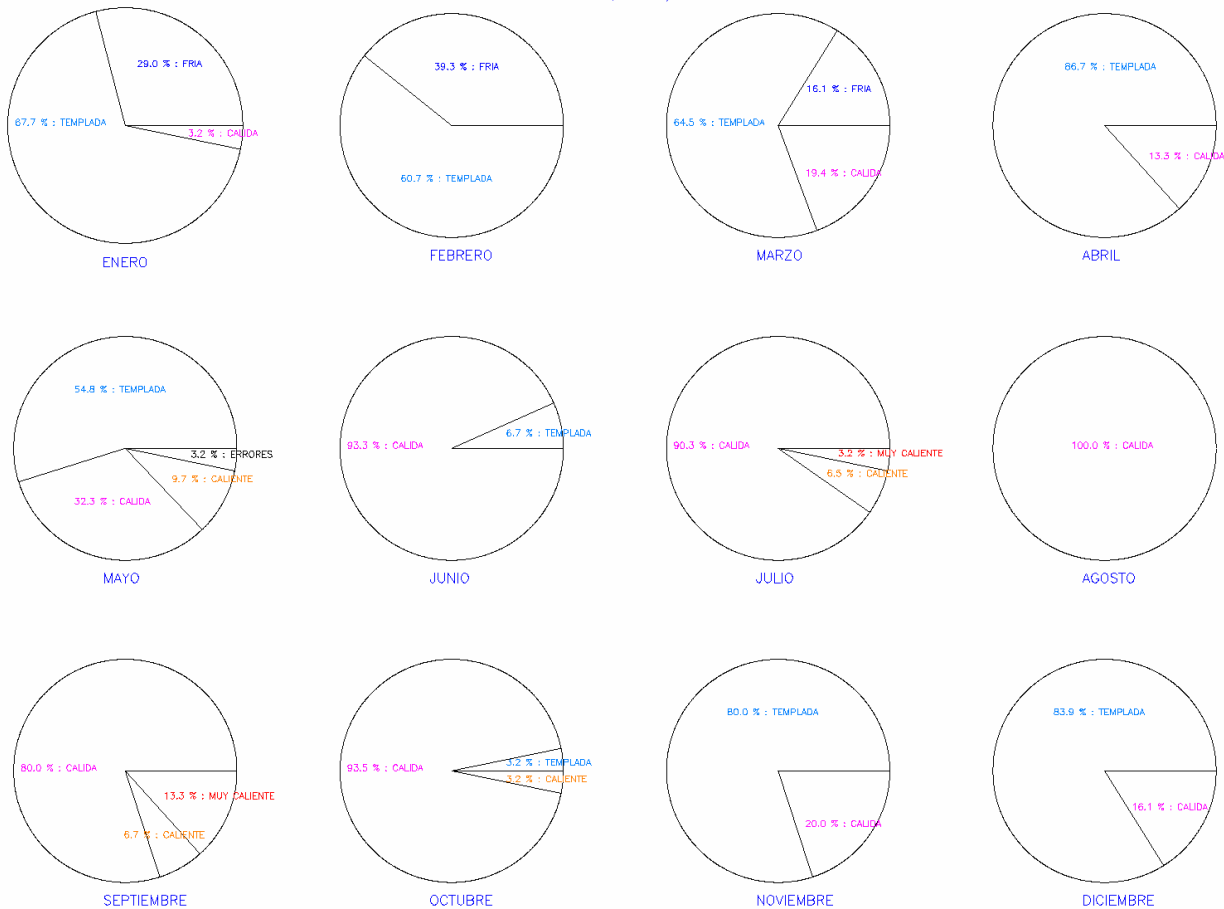 29.0 % : FRIA
67.7 % : TEMPLADA
3.2 % : CALIDA
ENERO
39.3 % : FRIA
60.7 % : TEMPLADA
FEBRERO
16.1 % : FRIA
64.5 % : TEMPLADA
19.4 % : CALIDA
MARZO
86.7 % : TEMPLADA
13.3 % : CALIDA
ABRIL
54.8 % : TEMPLADA
3.2 % : ERRORES
9.7 % : CALIENTE
32.3 % : CALIDA
MAYO
93.3 % : CALIDA
6.7 % : TEMPLADA
JUNIO
90.3 % : CALIDA
3.2 % : MUY CALIENTE
6.5 % : CALIENTE
JULIO
100.0 % : CALIDA
AGOSTO
80.0 % : CALIDA
13.3 % : MUY CALIENTE
6.7 % : CALIENTE
SEPTIEMBRE
93.5 % : CALIDA
3.2 % : TEMPLADA
3.2 % : CALIENTE
OCTUBRE
80.0 % : TEMPLADA
20.0 % : CALIDA
NOVIEMBRE
83.9 % : TEMPLADA
16.1 % : CALIDA
DICIEMBRE